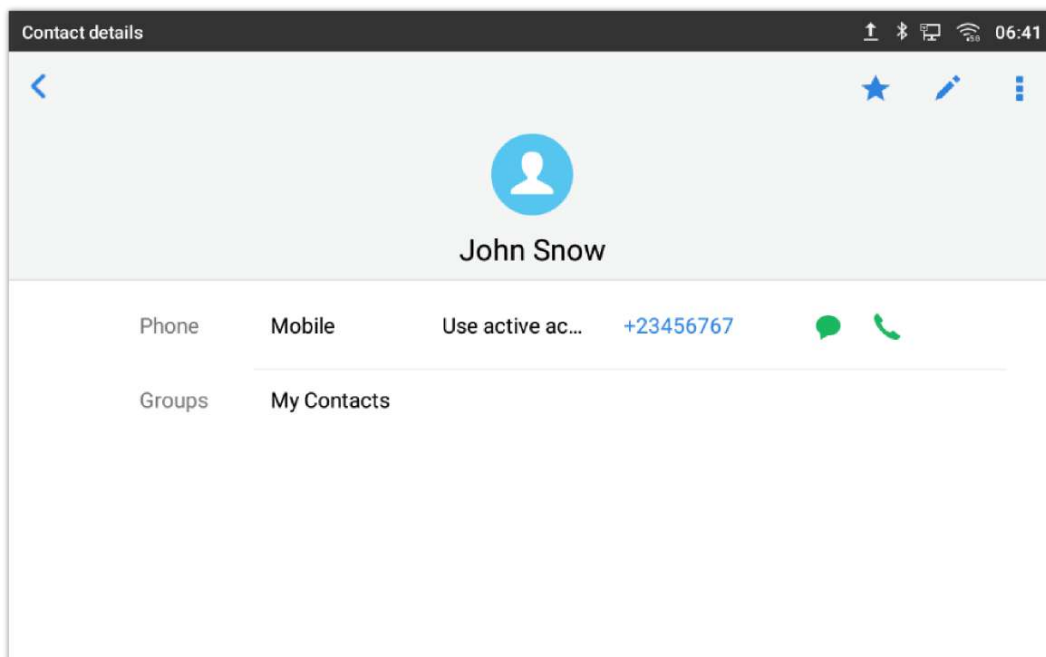 Contact details 06:41
John Snow
Phone Mobile Use active ac... +23456767
Groups My Contacts